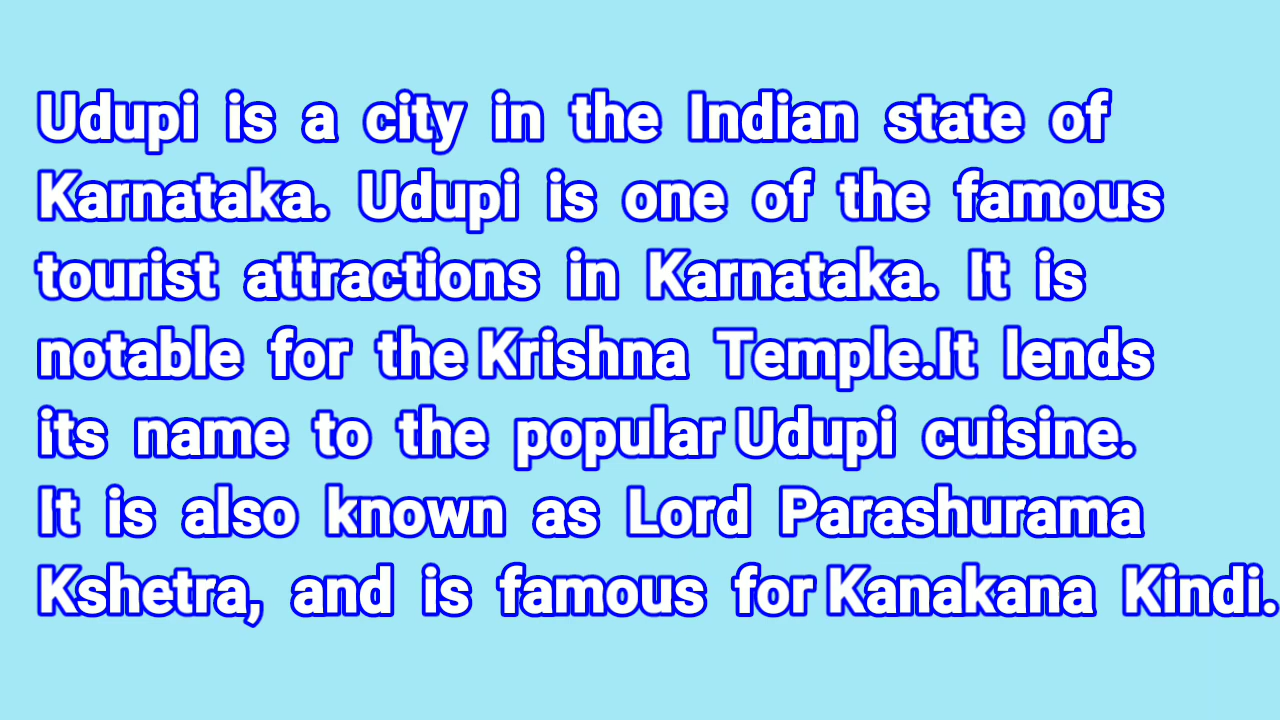 Udupi is a city in the Indian state of
Karnataka. Udupi is one of the famous
tourist attractions in Karnataka. It is
notable for the Krishna Temple.It lends
its name to the popular Udupi cuisine.
It is also known as Lord Parashurama
Kshetra, and is famous for Kanakana Kindi.